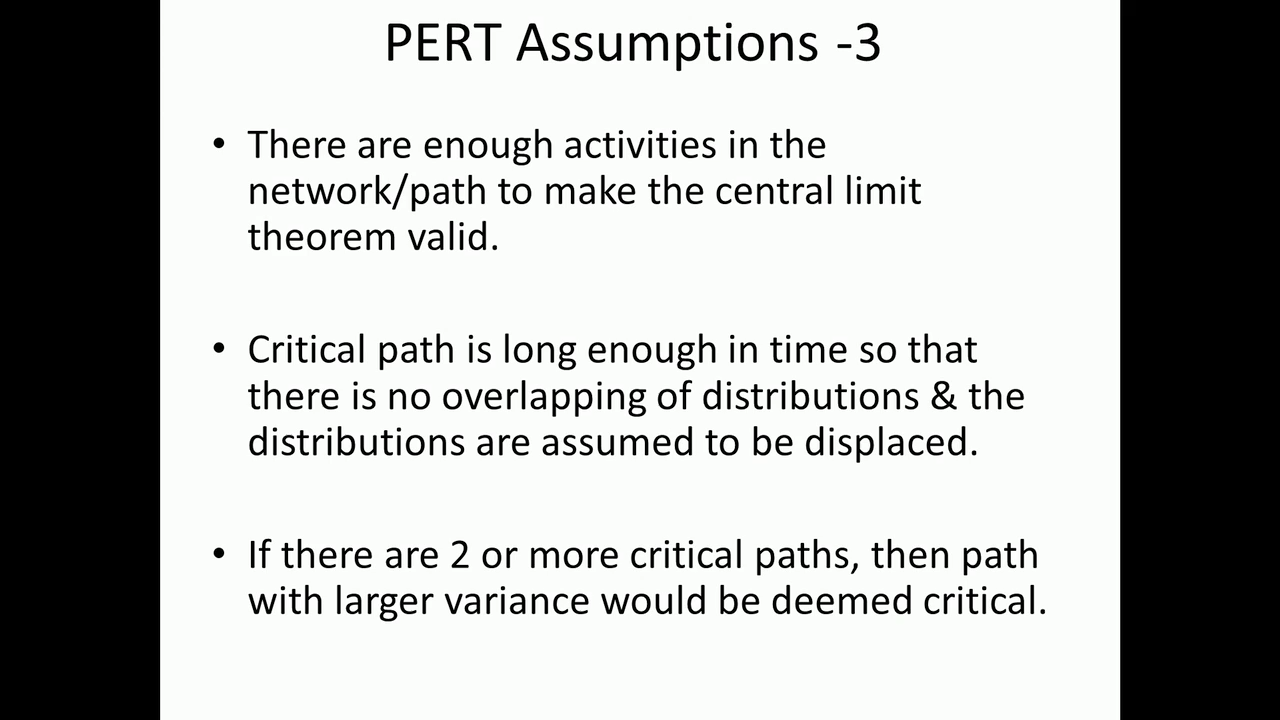 PERT Assumptions -3
• There are enough activities in the
network/path to make the central limit
theorem valid.
• Critical path is long enough in time so that
there is no overlapping of distributions & the
distributions are assumed to be displaced.
• If there are 2 or more critical paths, then path
with larger variance would be deemed critical.